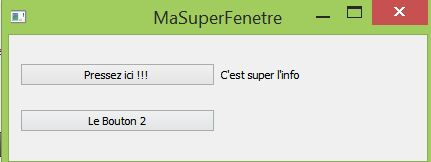 MaSuperFenetre
Pressez ici !!! C'est super l'info
Le Bouton 2